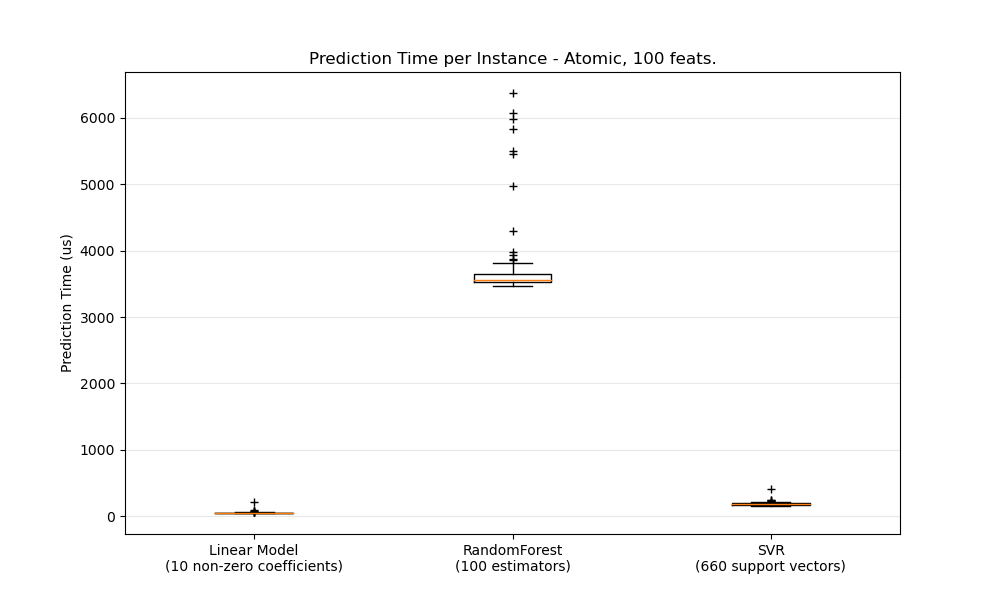 Prediction Time per Instance - Atomic, 100 feats.
Prediction Time (us)
6000
5000
4000
3000
2000
1000
0
Linear Model
(10 non-zero coefficients)
RandomForest
(100 estimators)
SVR
(660 support vectors)